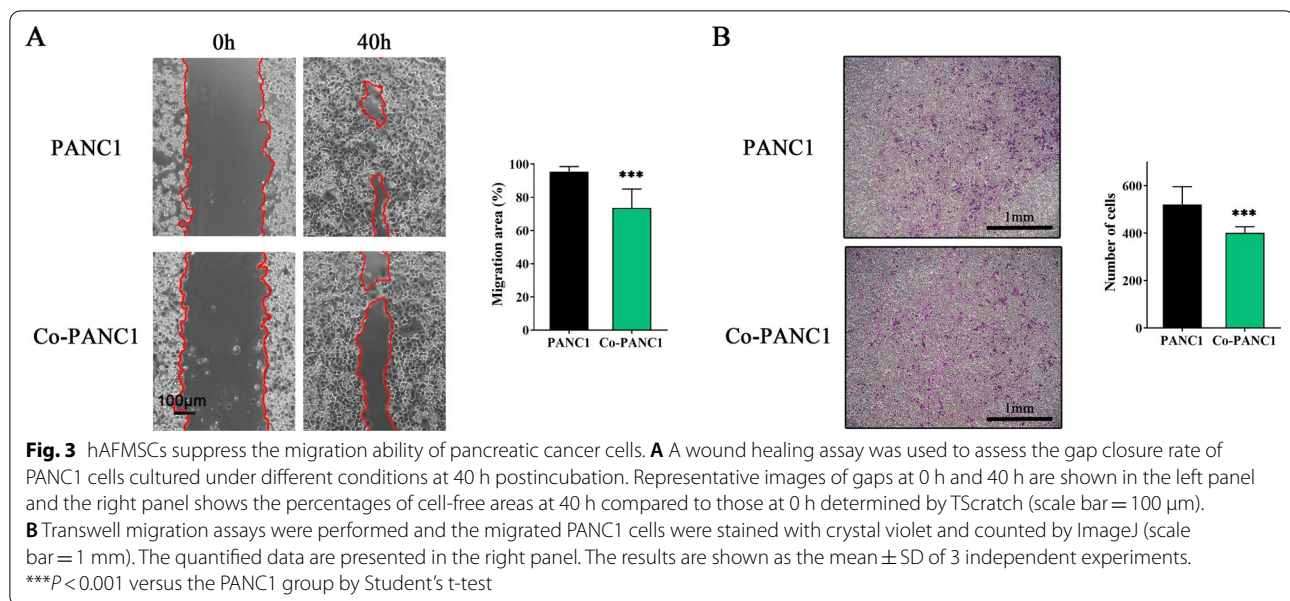 A
0h
40h
PANC1
Co-PANC1
100μm
Migration area (%)
100
80
60
40
20
0
***
PANC1 Co-PANC1
B
PANC1
1mm
Co-PANC1
1mm
Number of cells
600
400
200
0
***
PANC1 Co-PANC1
Fig. 3 hAFMSCs suppress the migration ability of pancreatic cancer cells. A A wound healing assay was used to assess the gap closure rate of
PANC1 cells cultured under different conditions at 40 h postincubation. Representative images of gaps at 0 h and 40 h are shown in the left panel
and the right panel shows the percentages of cell-free areas at 40 h compared to those at 0 h determined by TScratch (scale bar = 100 μm).
B Transwell migration assays were performed and the migrated PANC1 cells were stained with crystal violet and counted by ImageJ (scale
bar = 1 mm). The quantified data are presented in the right panel. The results are shown as the mean ± SD of 3 independent experiments.
***P < 0.001 versus the PANC1 group by Student's t-test